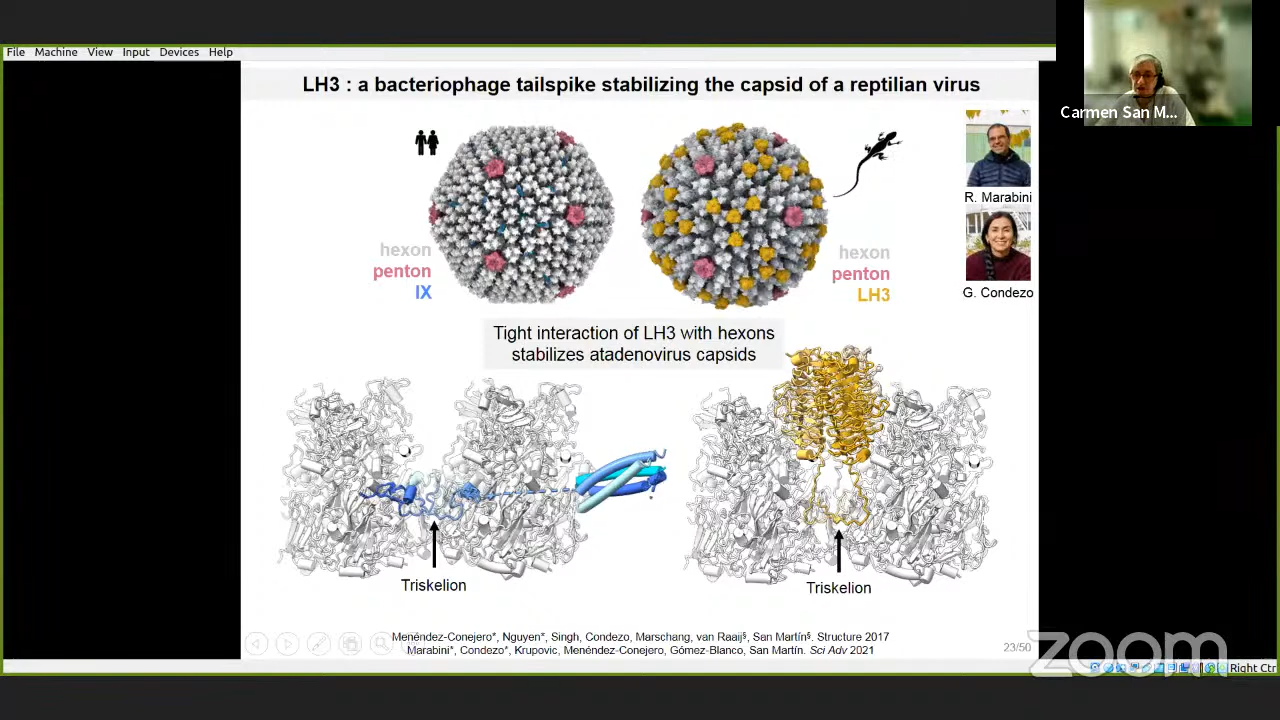 File Machine View Input Devices Help
LH3 : a bacteriophage tailspike stabilizing the capsid of a reptilian virus
Carmen San M...
R. Marabini
G. Condezo
hexon
penton
IX
hexon
penton
LH3
Tight interaction of LH3 with hexons
stabilizes atadenovirus capsids
Triskelion
Triskelion
Menéndez-Conejero*, Nguyen*, Singh, Condezo, Marschang, van Raaij§, San Martín§. Structure 2017
Marabini*, Condezo*, Krupovic, Menéndez-Conejero, Gómez-Blanco, San Martín. Sci Adv 2021
23/50
zoom
Right Ctr